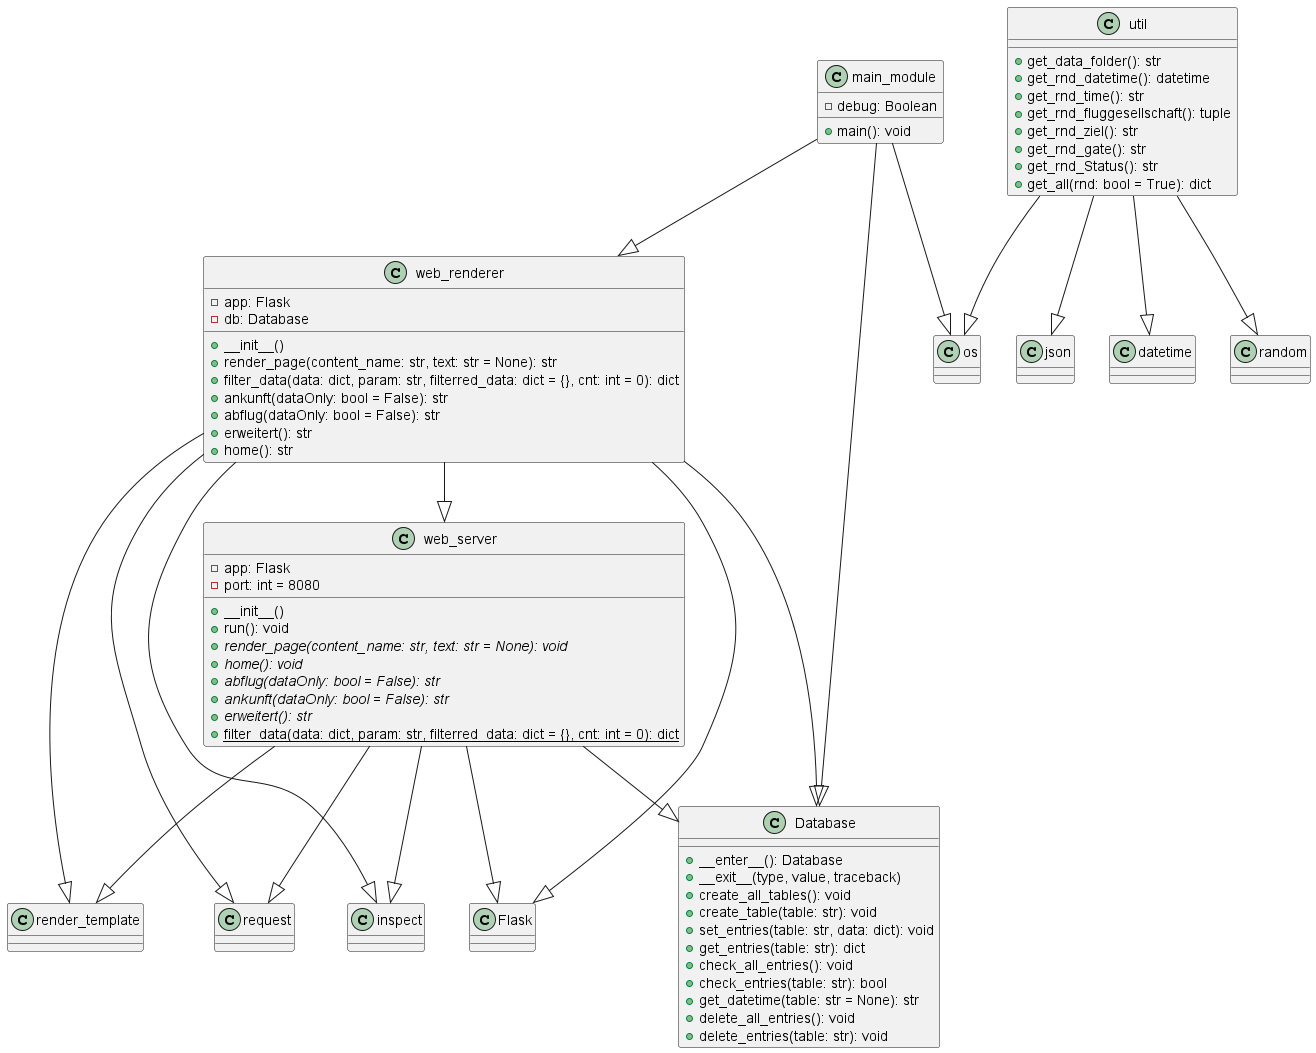 C util
+ get_data_folder(): str
+ get_rnd_datetime(): datetime
+ get_rnd_time(): str
+ get_rnd_fluggesellschaft(): tuple
+ get_rnd_ziel(): str
+ get_rnd_gate(): str
+ get_rnd_Status(): str
+ get_all(rnd: bool = True): dict
C main_module
debug: Boolean
main(): void
C web_renderer
app: Flask
db: Database
__init__()
render_page(content_name: str, text: str = None): str
filter_data(data: dict, param: str, filterred_data: dict = {}, cnt: int = 0): dict
ankunft(dataOnly: bool = False): str
abflug(dataOnly: bool = False): str
erweitert(): str
home(): str
C os
C json
C datetime
C random
C web_server
app: Flask
port: int = 8080
__init__()
run(): void
render_page(content_name: str, text: str = None): void
home(): void
abflug(dataOnly: bool = False): str
ankunft(dataOnly: bool = False): str
erweitert(): str
filter_data(data: dict, param: str, filterred_data: dict = {}, cnt: int = 0): dict
C render_template
C request
C inspect
C Flask
C Database
__enter__(): Database
__exit__(type, value, traceback)
create_all_tables(): void
create_table(table: str): void
set_entries(table: str, data: dict): void
get_entries(table: str): dict
check_all_entries(): void
check_entries(table: str): bool
get_datetime(table: str = None): str
delete_all_entries(): void
delete_entries(table: str): void